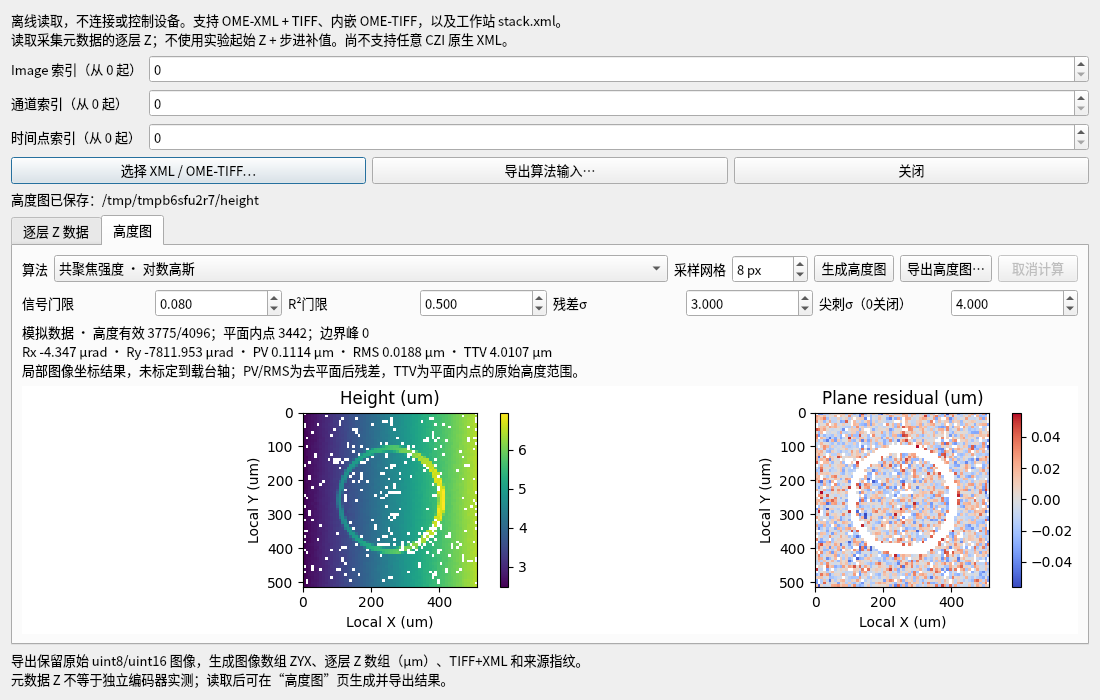 离线读取，不连接或控制设备。支持 OME-XML + TIFF、内嵌 OME-TIFF，以及工作站 stack.xml。
读取采集元数据的逐层 Z；不使用实验起始 Z + 步进补值。尚不支持任意 CZI 原生 XML。
Image 索引（从 0 起） 0
通道索引（从 0 起） 0
时间点索引（从 0 起） 0
选择 XML / OME-TIFF… 导出算法输入… 关闭
高度图已保存：/tmp/tmpb6sfu2r7/height
逐层 Z 数据 高度图
算法 共聚焦强度 · 对数高斯 采样网格 8 px 生成高度图 导出高度图… 取消计算
信号门限 0.080 R²门限 0.500 残差σ 3.000 尖刺σ（0关闭） 4.000
模拟数据 · 高度有效 3775/4096；平面内点 3442；边界峰 0
Rx -4.347 µrad · Ry -7811.953 µrad · PV 0.1114 µm · RMS 0.0188 µm · TTV 4.0107 µm
局部图像坐标结果，未标定到载台轴；PV/RMS为去平面后残差，TTV为平面内点的原始高度范围。
Height (um) Plane residual (um)
0
100
200
300
400
500
Local Y (um)
0 200 400
Local X (um)
6
5
4
3
0
100
200
300
400
500
Local Y (um)
0 200 400
Local X (um)
0.04
0.02
0.00
−0.02
−0.04
导出保留原始 uint8/uint16 图像，生成图像数组 ZYX、逐层 Z 数组（µm）、TIFF+XML 和来源指纹。
元数据 Z 不等于独立编码器实测；读取后可在“高度图”页生成并导出结果。